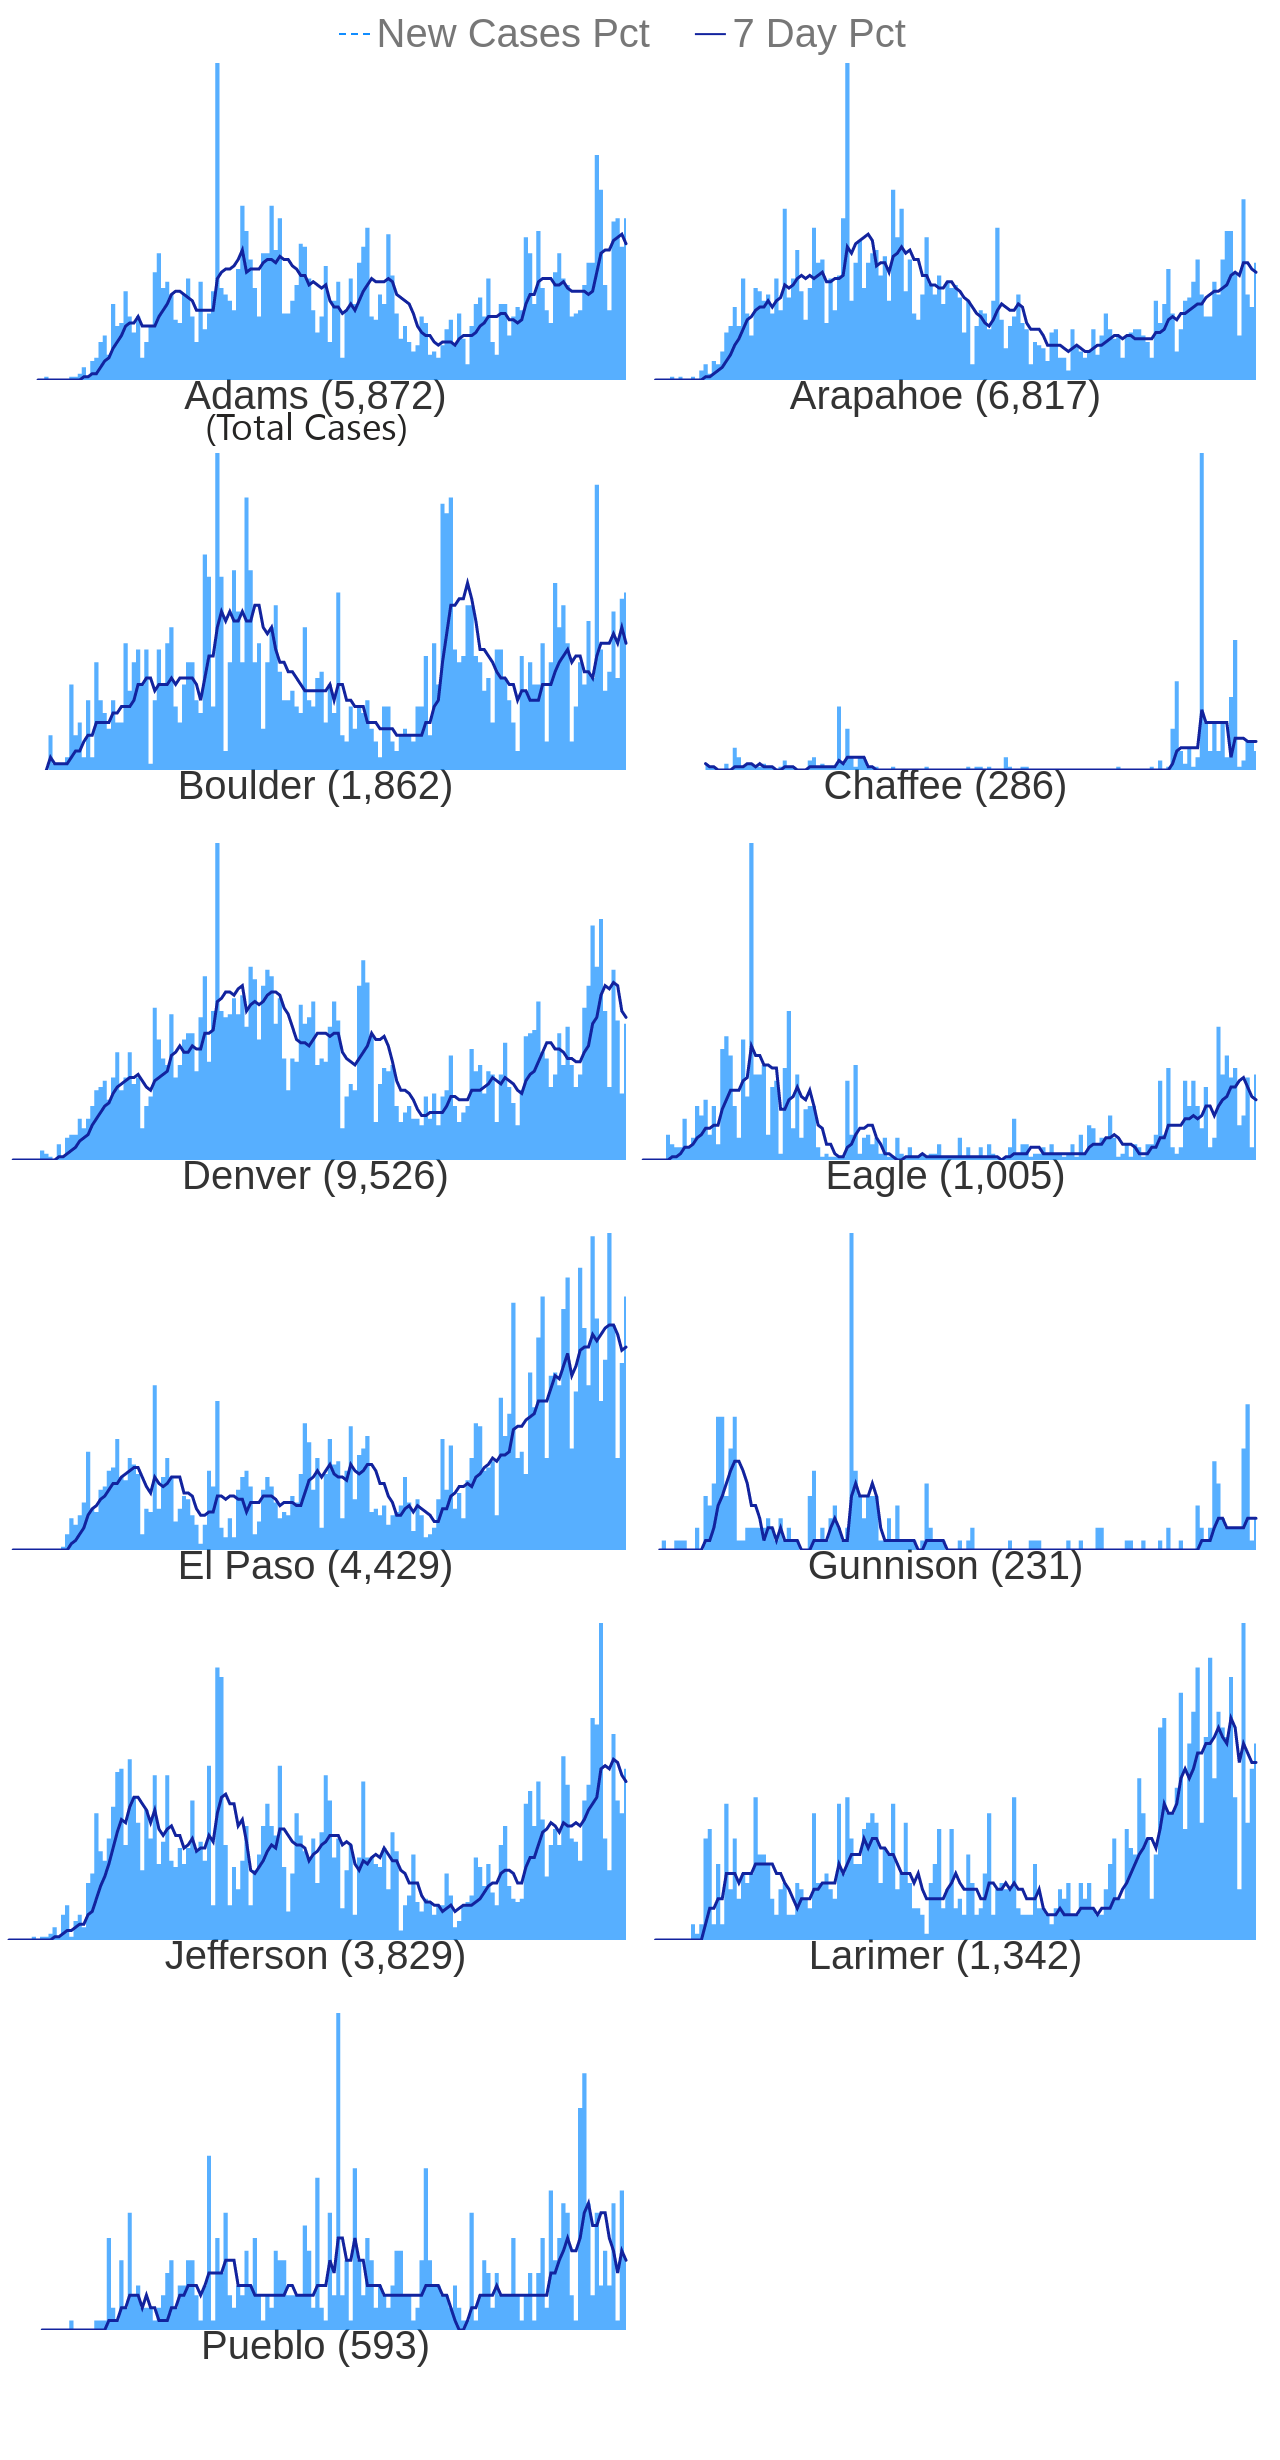 New Cases Pct 7 Day Pct
Adams (5,872) Arapahoe (6,817)
(Total Cases)
Boulder (1,862) Chaffee (286)
Denver (9,526) Eagle (1,005)
El Paso (4,429) Gunnison (231)
Jefferson (3,829) Larimer (1,342)
Pueblo (593)